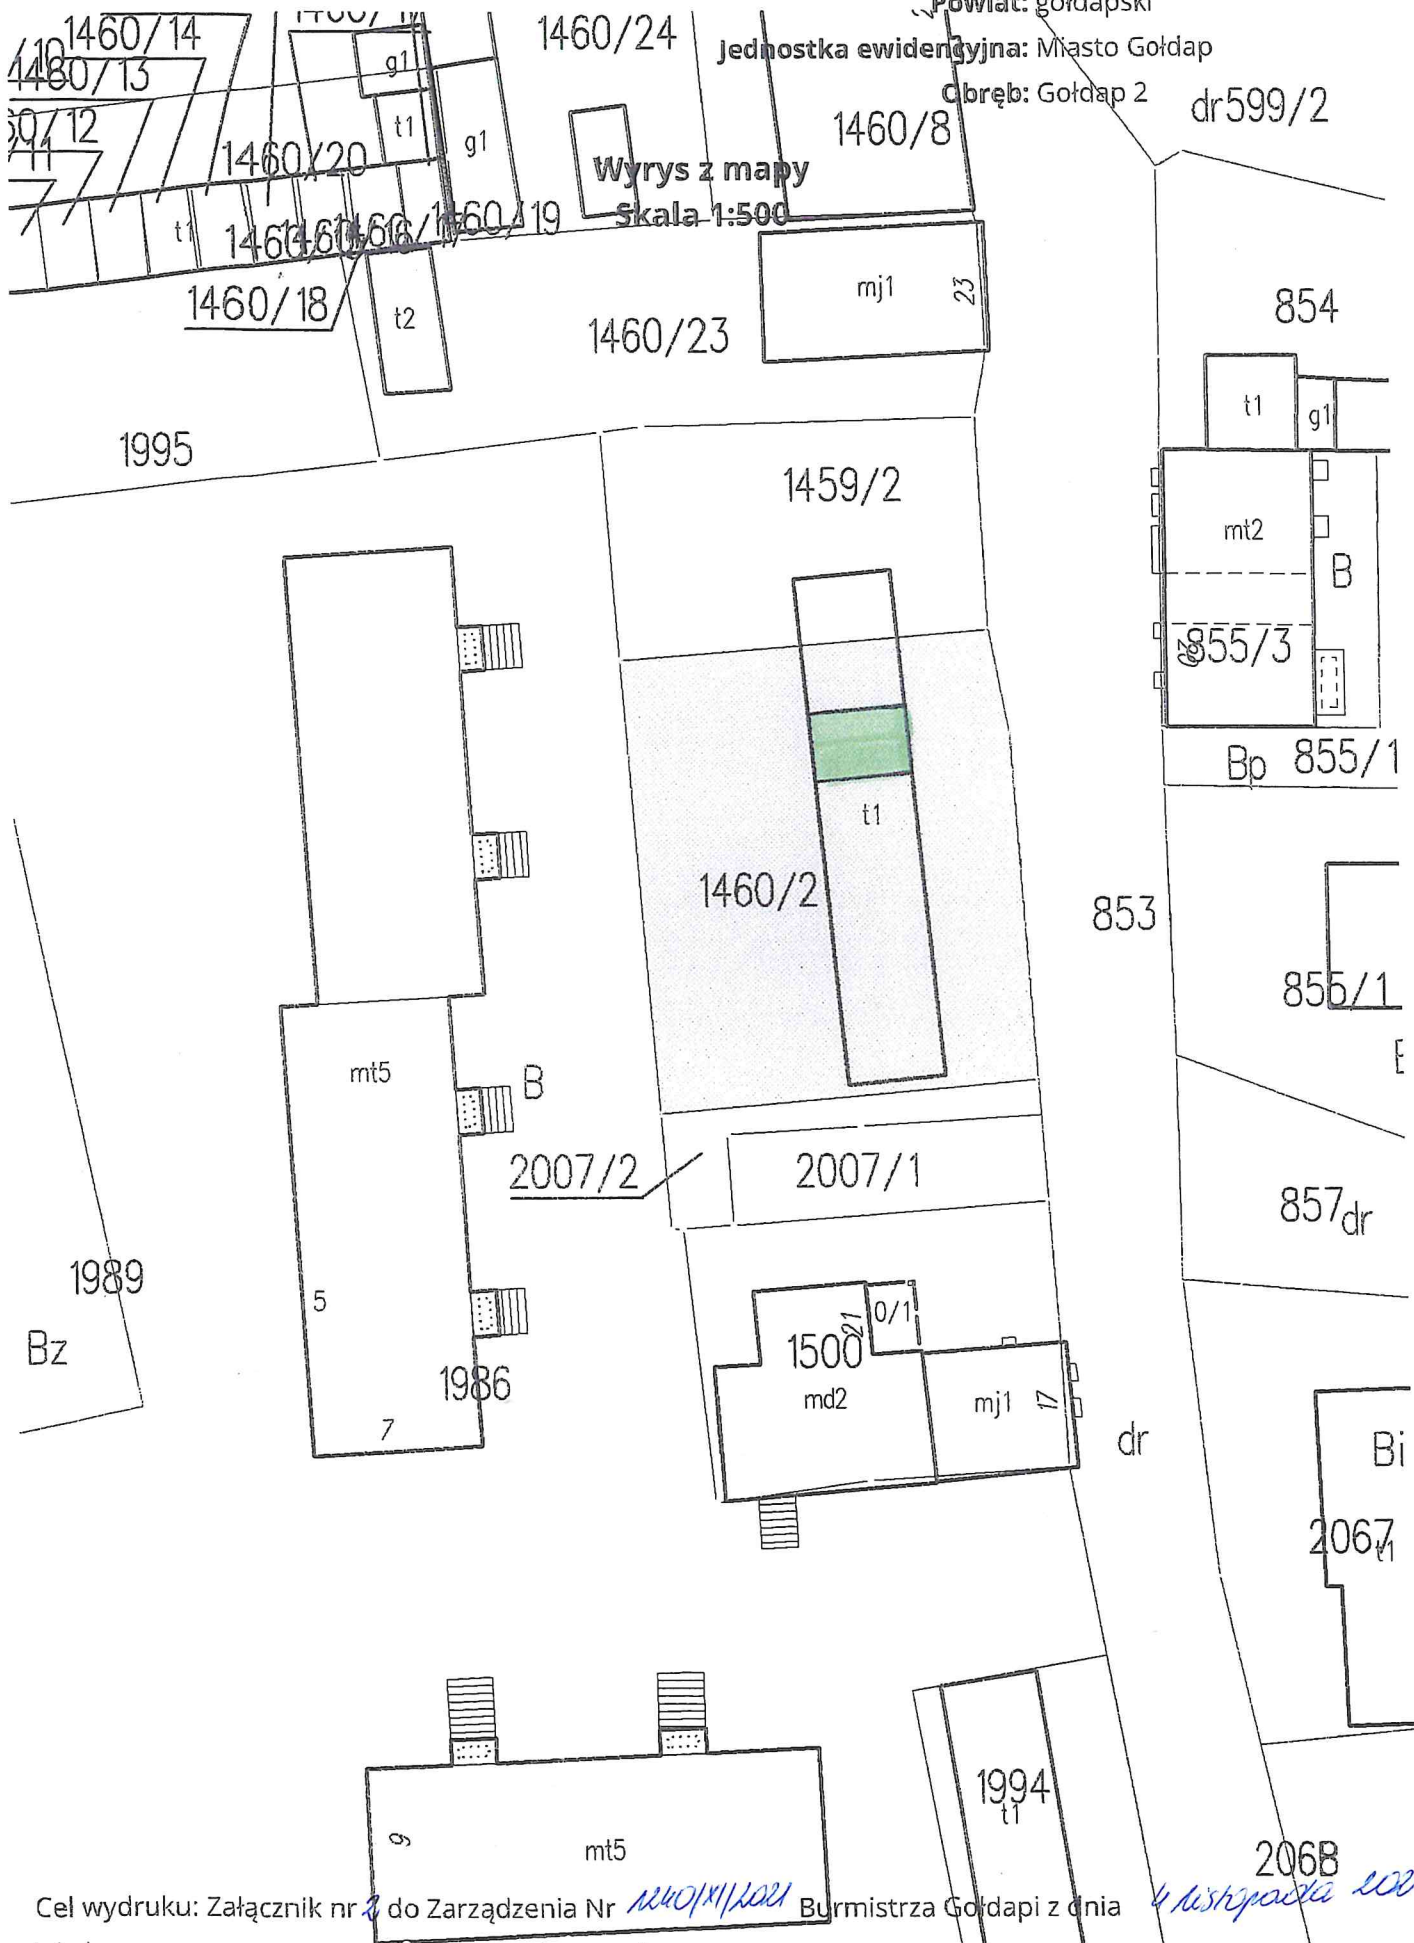 Powiat: gołdapski
Jednostka ewidencyjna: Miasto Gołdap
Obręb: Gołdap 2
Wyrys z mapy
Skala 1:500
1460/14
1460/13
1460/24
1460/8
dr599/2
g1
t1
g1
1460/20
t1
1460/19
1460/18
t2
1460/23
mj1
23
854
t1
g1
1995
1459/2
mt2
B
855/3
Bp
855/1
t1
1460/2
853
856/1
mt5
B
2007/2
2007/1
857
dr
1989
5
Bz
1986
7
0/1
21
1500
md2
mj1
17
dr
Bi
2067
t1
1994
t1
9
mt5
2068
Cel wydruku: Załącznik nr 2 do Zarządzenia Nr 1240/XI/2021 Burmistrza Gołdapi z dnia 4 listopada 202